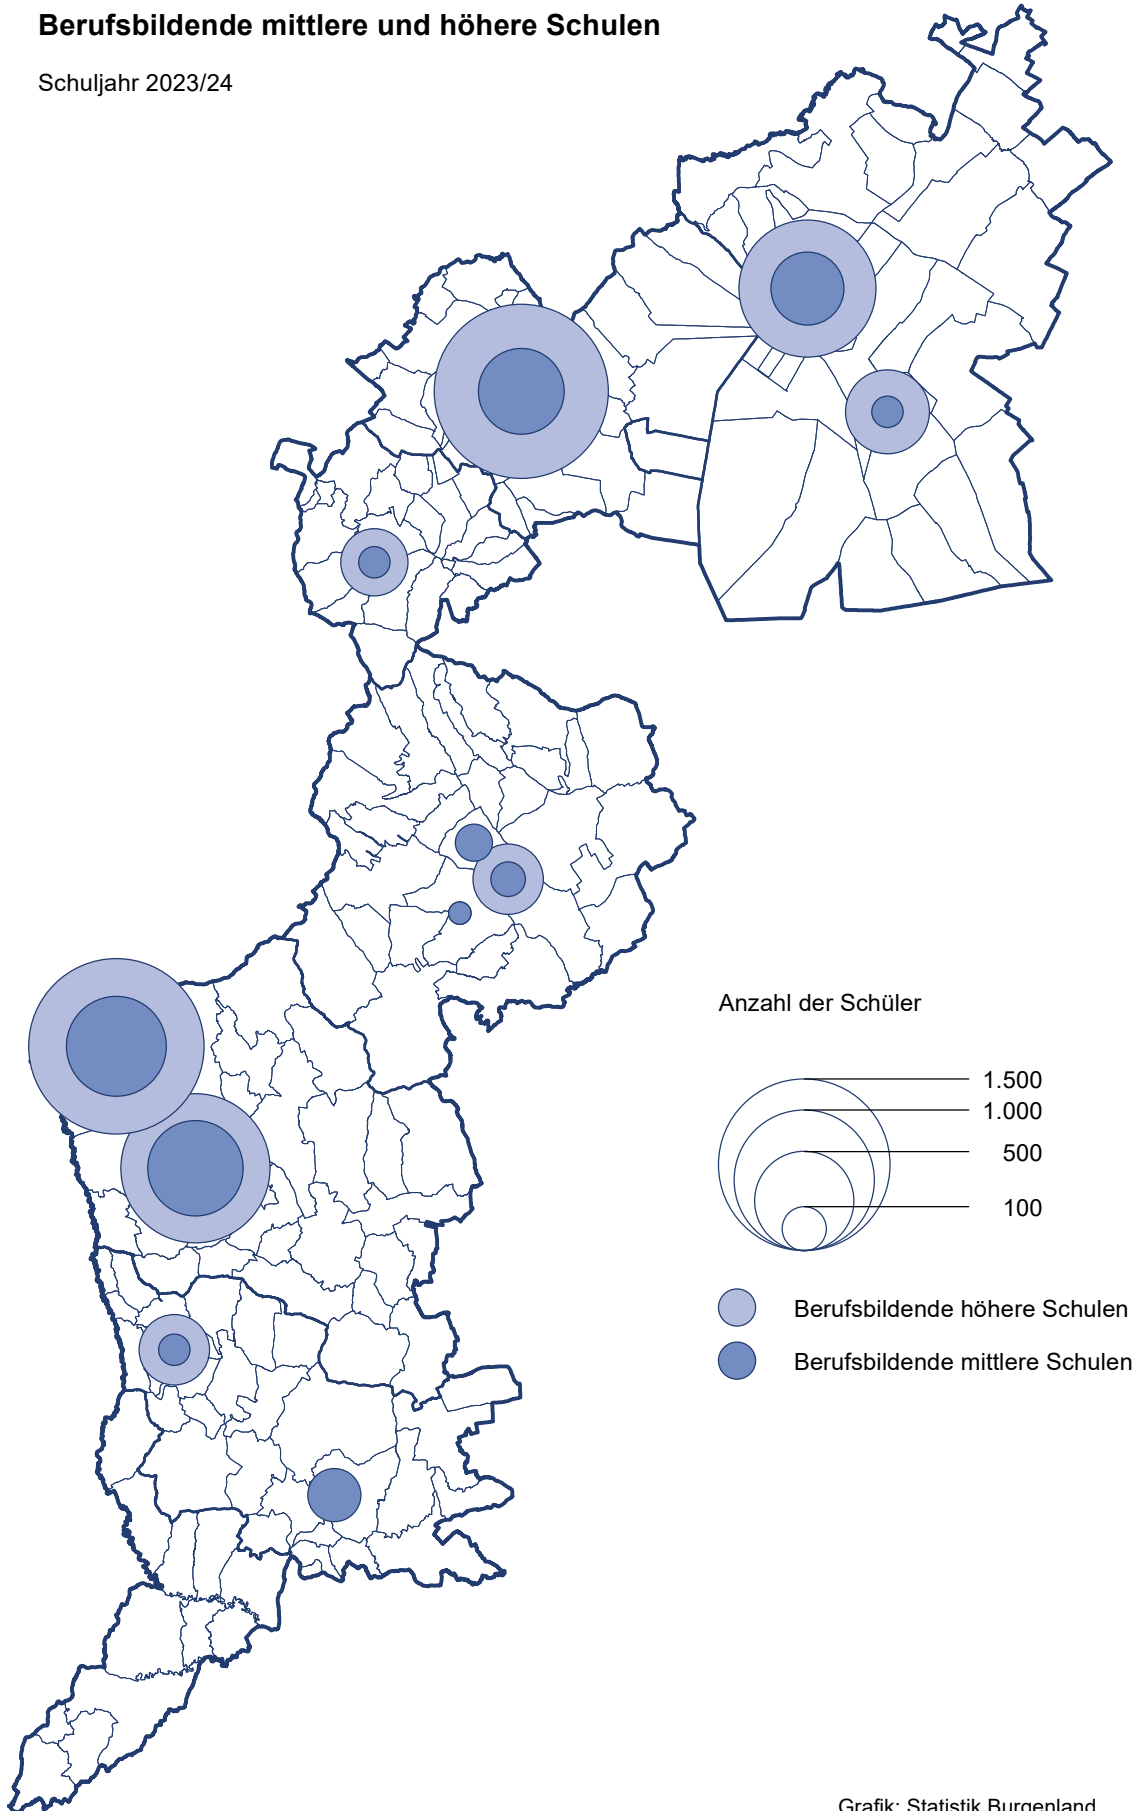 Berufsbildende mittlere und höhere Schulen
Schuljahr 2023/24
Anzahl der Schüler
1.500
1.000
500
100
Berufsbildende höhere Schulen
Berufsbildende mittlere Schulen
Grafik: Statistik Burgenland